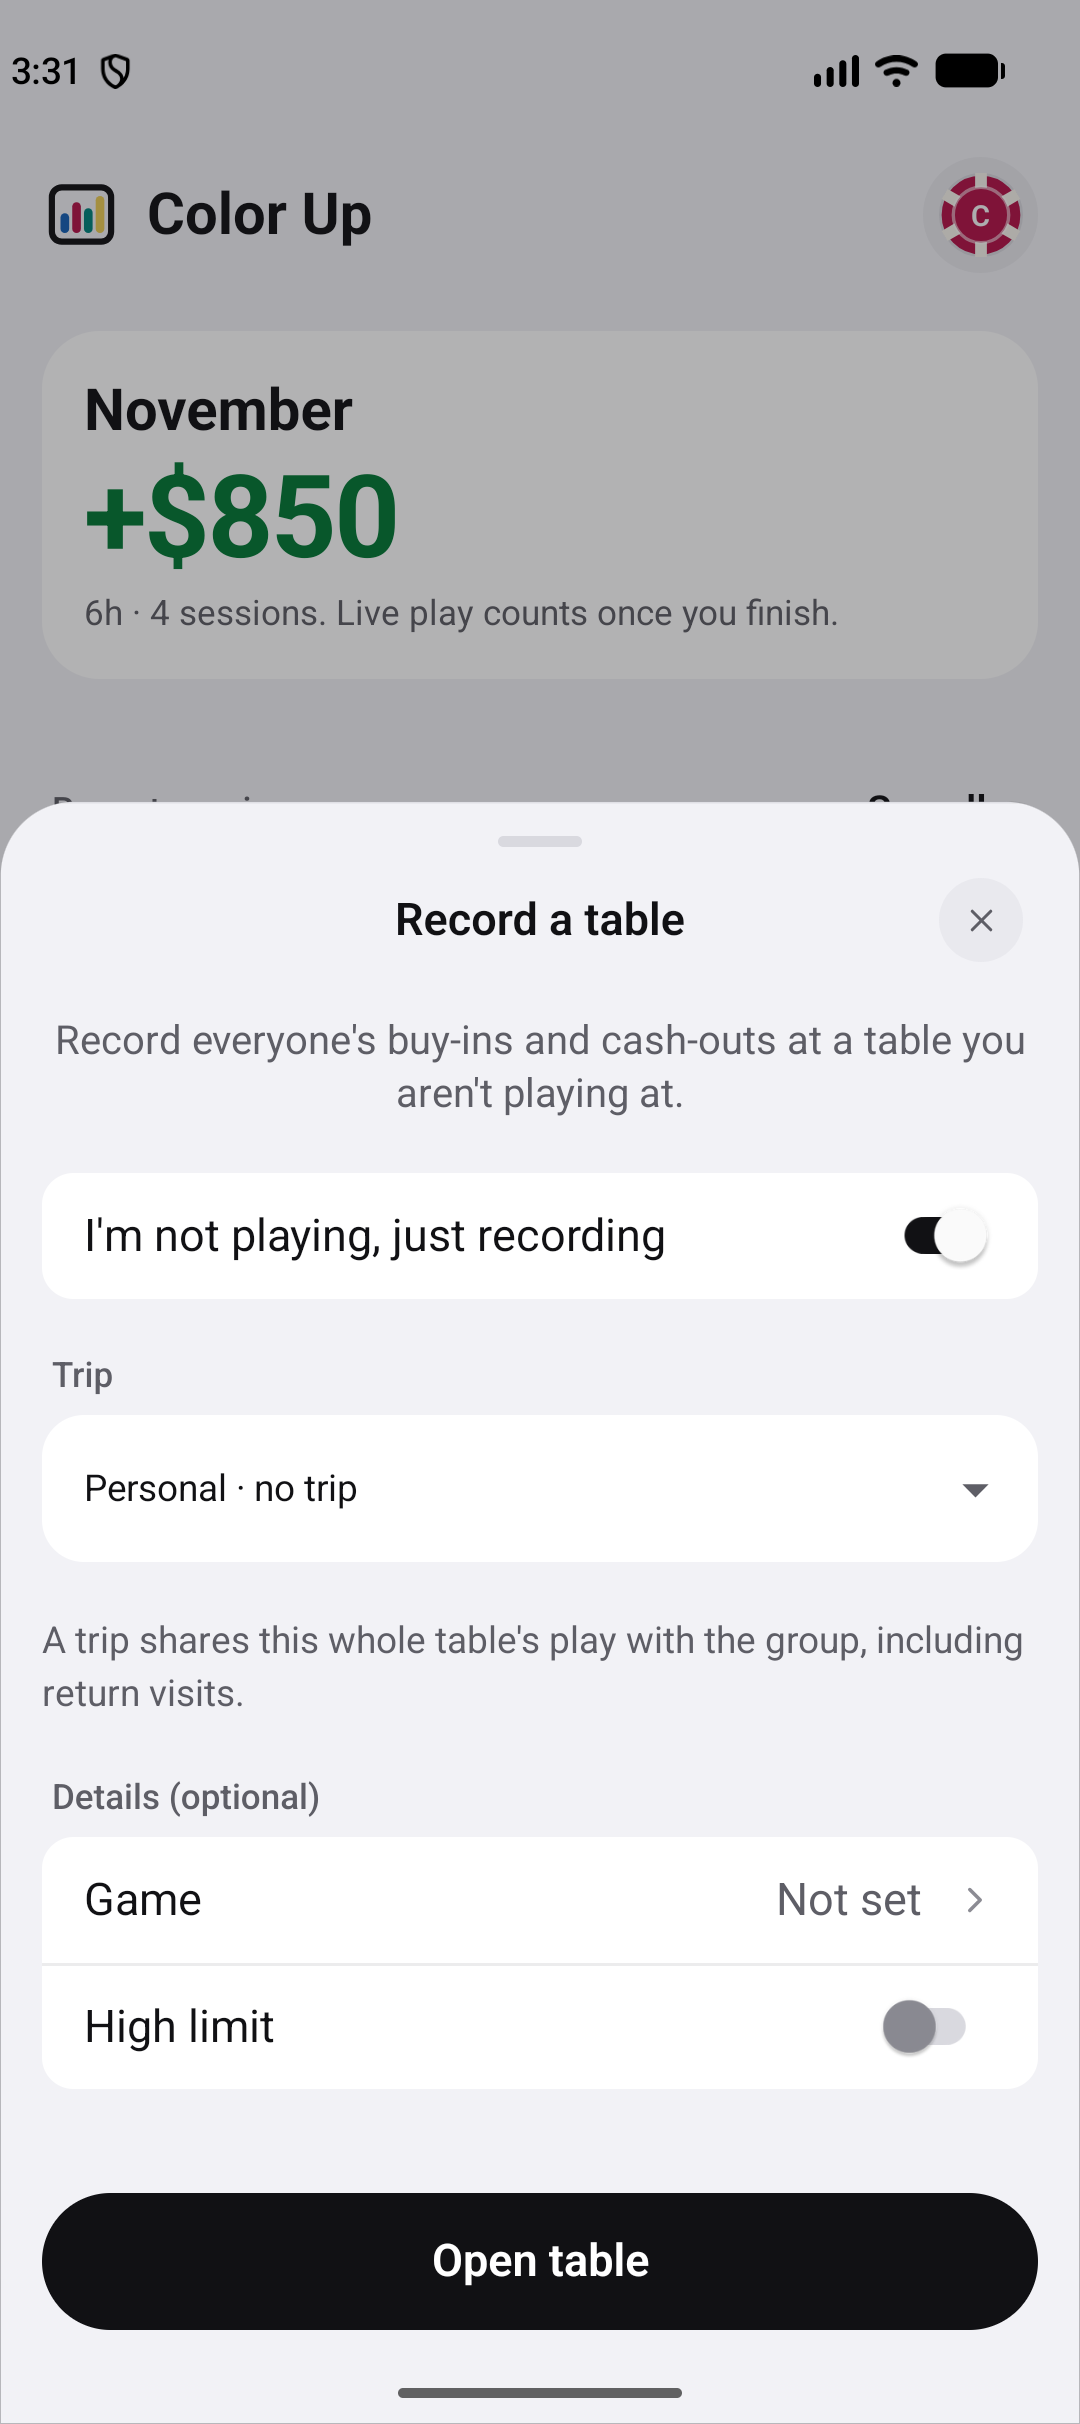 3:31
Color Up
C
November
+$850
6h · 4 sessions. Live play counts once you finish.
Record a table
Record everyone's buy-ins and cash-outs at a table you
aren't playing at.
I'm not playing, just recording
Trip
Personal · no trip
A trip shares this whole table's play with the group, including
return visits.
Details (optional)
Game Not set
High limit
Open table